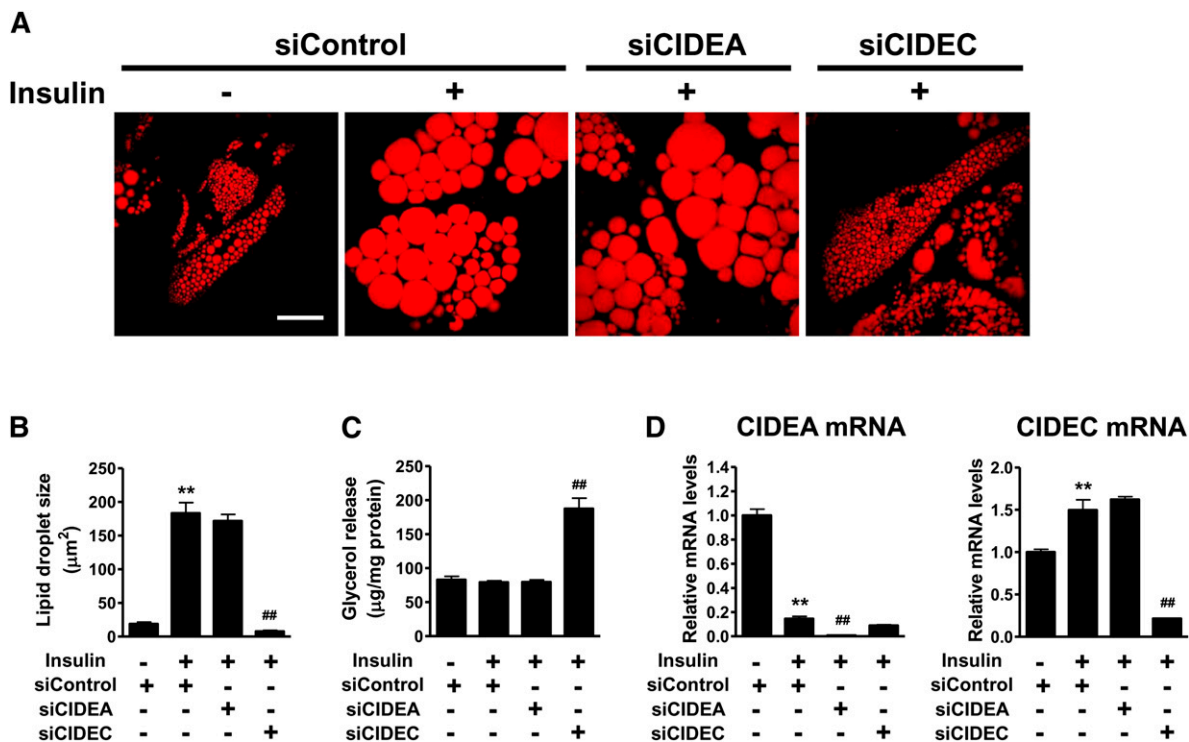 A
siControl siCIDEA siCIDEC
Insulin - + + +
B
Lipid droplet size
(μm²)
250
200
150
100
50
0
**
##
Insulin - + + +
siControl + + - -
siCIDEA - - + -
siCIDEC - - - +
C
Glycerol release
(μg/mg protein)
250
200
150
100
50
0
##
Insulin - + + +
siControl + + - -
siCIDEA - - + -
siCIDEC - - - +
D
CIDEA mRNA
Relative mRNA levels
1.4
1.2
1.0
0.8
0.6
0.4
0.2
0.0
**
##
Insulin - + + +
siControl + + - -
siCIDEA - - + -
siCIDEC - - - +
CIDEC mRNA
Relative mRNA levels
2.0
1.5
1.0
0.5
0.0
**
##
Insulin - + + +
siControl + + - -
siCIDEA - - + -
siCIDEC - - - +